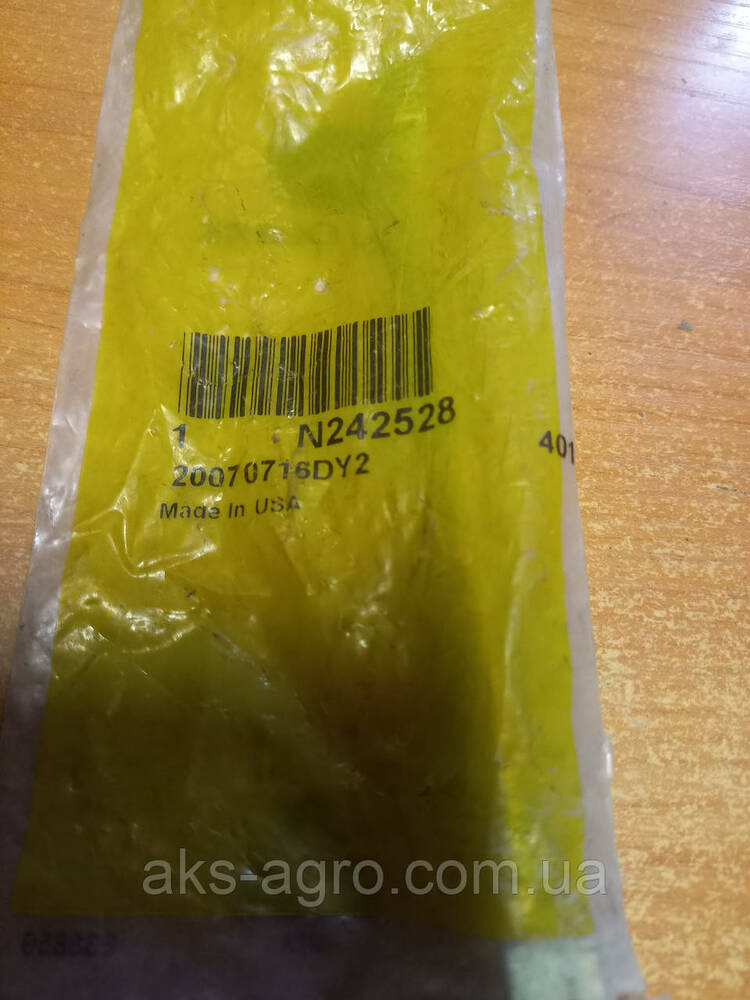 1 N242528
401
20070716DY2
Made In USA
aks-agro.com.ua